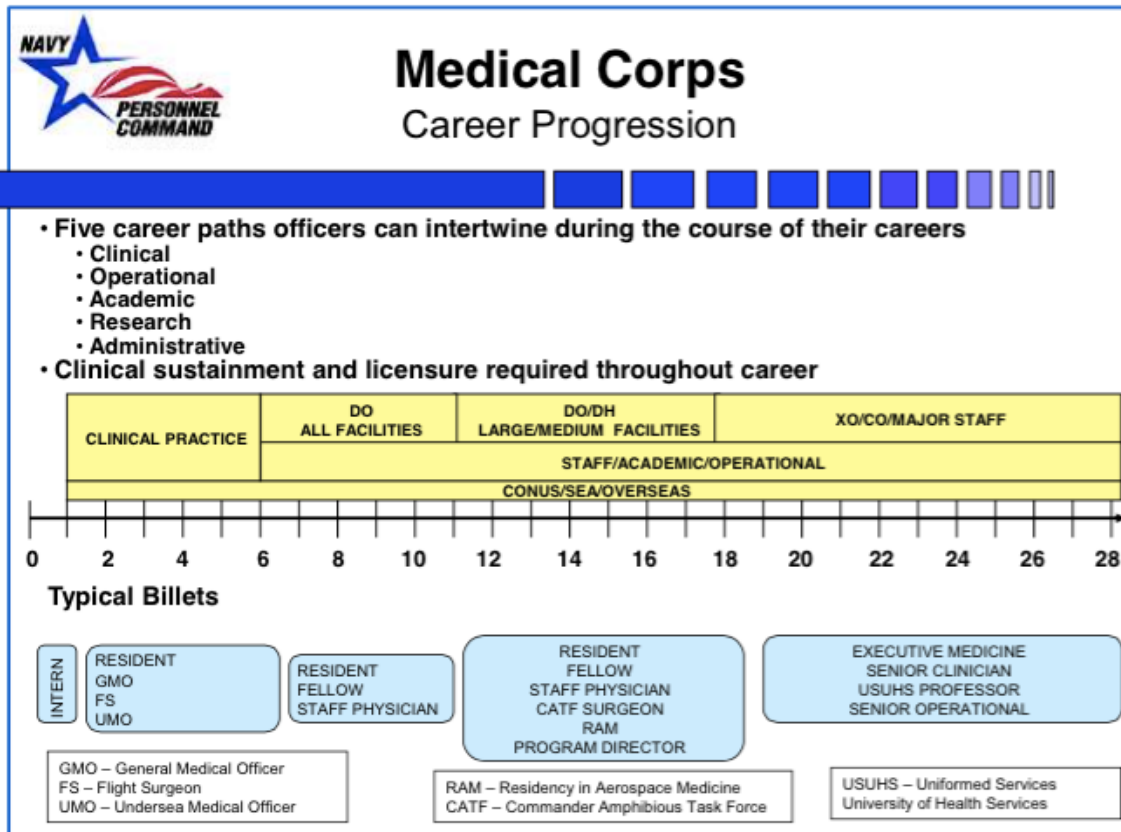 NAVY
PERSONNEL
COMMAND
Medical Corps
Career Progression
• Five career paths officers can intertwine during the course of their careers
• Clinical
• Operational
• Academic
• Research
• Administrative
• Clinical sustainment and licensure required throughout career
CLINICAL PRACTICE
DO
ALL FACILITIES
DO/DH
LARGE/MEDIUM FACILITIES
XO/CO/MAJOR STAFF
STAFF/ACADEMIC/OPERATIONAL
CONUS/SEA/OVERSEAS
0 2 4 6 8 10 12 14 16 18 20 22 24 26 28
Typical Billets
INTERN
RESIDENT
GMO
FS
UMO
RESIDENT
FELLOW
STAFF PHYSICIAN
RESIDENT
FELLOW
STAFF PHYSICIAN
CATF SURGEON
RAM
PROGRAM DIRECTOR
EXECUTIVE MEDICINE
SENIOR CLINICIAN
USUHS PROFESSOR
SENIOR OPERATIONAL
GMO – General Medical Officer
FS – Flight Surgeon
UMO – Undersea Medical Officer
RAM – Residency in Aerospace Medicine
CATF – Commander Amphibious Task Force
USUHS – Uniformed Services
University of Health Services